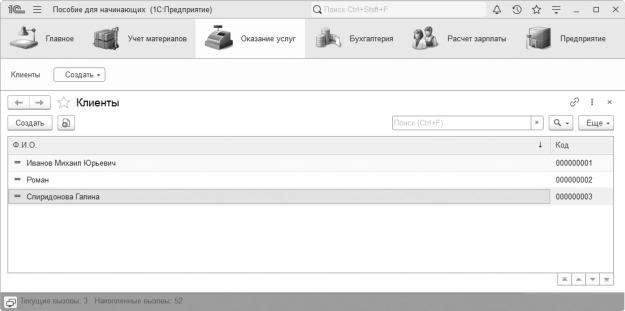 1С Пособие для начинающих (1С:Предприятие) Поиск Ctrl+Shift+F
Главное Учет материалов Оказание услуг Бухгалтерия Расчет зарплаты Предприятие
Клиенты Создать
Клиенты
Создать Поиск (Ctrl+F) × Еще
Ф.И.О. ↓ Код
Иванов Михаил Юрьевич 000000001
Роман 000000002
Спиридонова Галина 000000003
Текущие вызовы: 3 Накопленные вызовы: 52